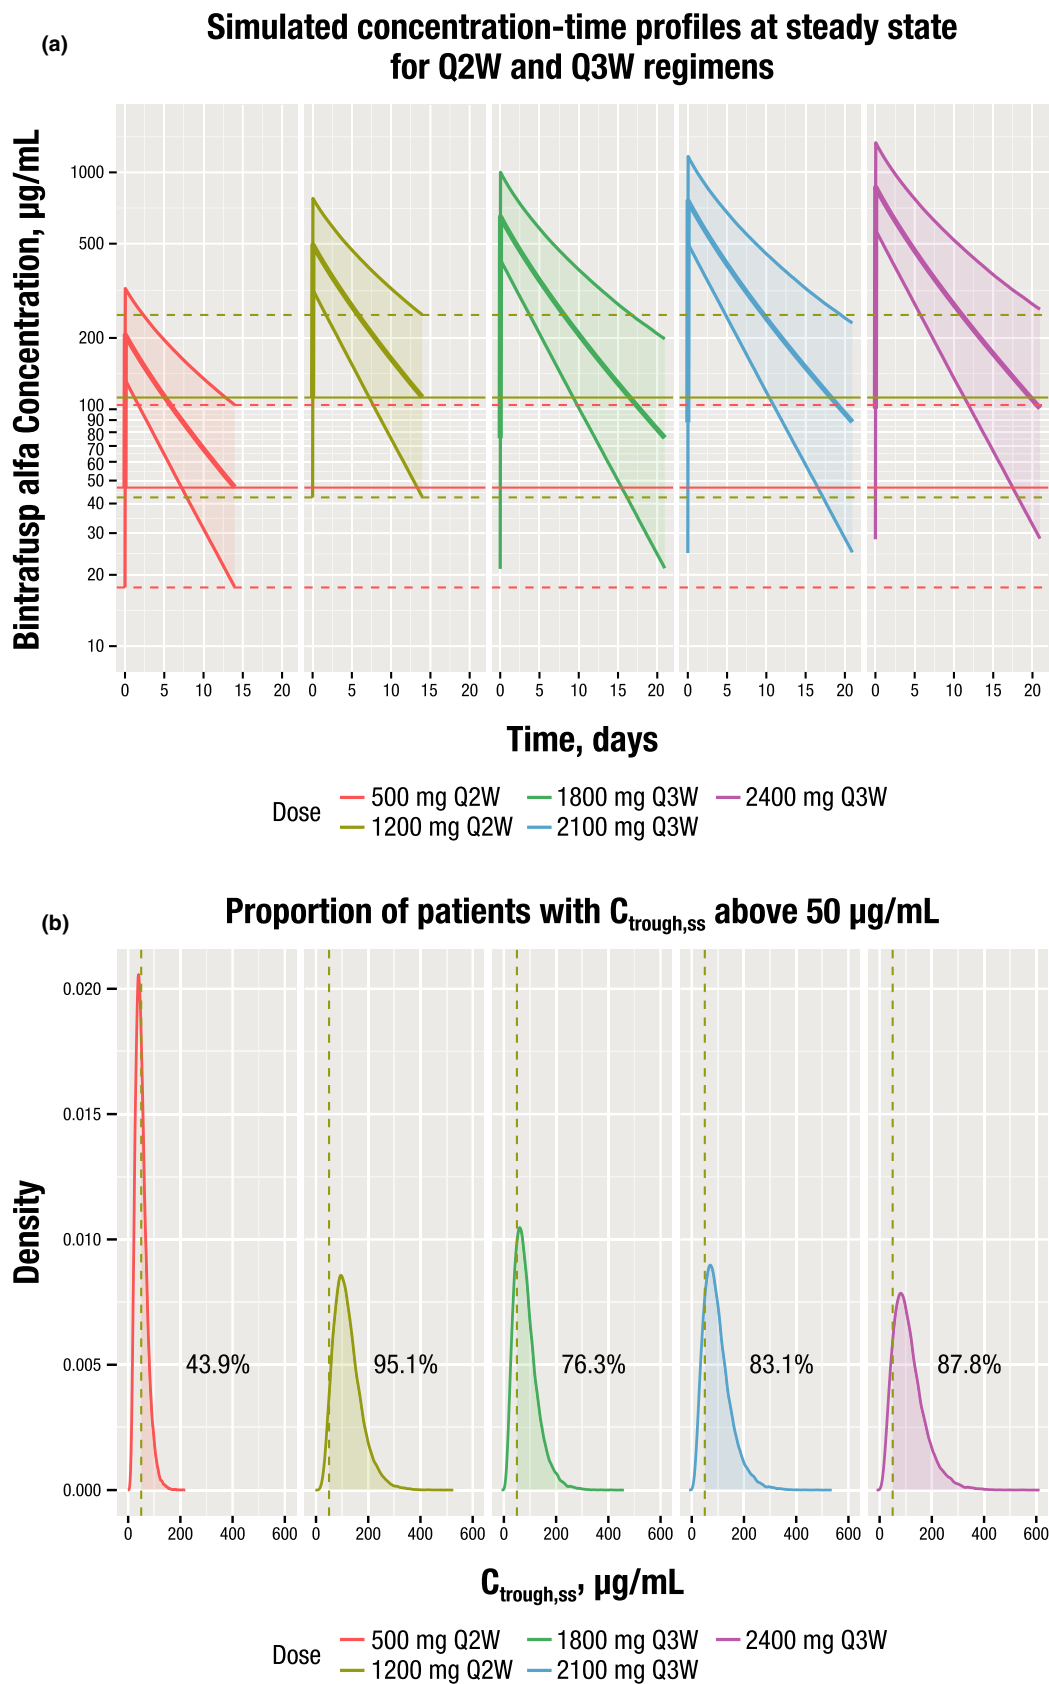 (a)
Simulated concentration-time profiles at steady state
for Q2W and Q3W regimens
Bintrafusp alfa Concentration, µg/mL
1000
500
200
100
90
80
70
60
50
40
30
20
10
0 5 10 15 20 0 5 10 15 20 0 5 10 15 20 0 5 10 15 20 0 5 10 15 20
Time, days
Dose
500 mg Q2W 1800 mg Q3W 2400 mg Q3W
1200 mg Q2W 2100 mg Q3W
(b)
Proportion of patients with Ctrough,ss above 50 µg/mL
Density
0.020
0.015
0.010
0.005
0.000
43.9% 95.1% 76.3% 83.1% 87.8%
0 200 400 600 0 200 400 600 0 200 400 600 0 200 400 600 0 200 400 600
Ctrough,ss, µg/mL
Dose
500 mg Q2W 1800 mg Q3W 2400 mg Q3W
1200 mg Q2W 2100 mg Q3W